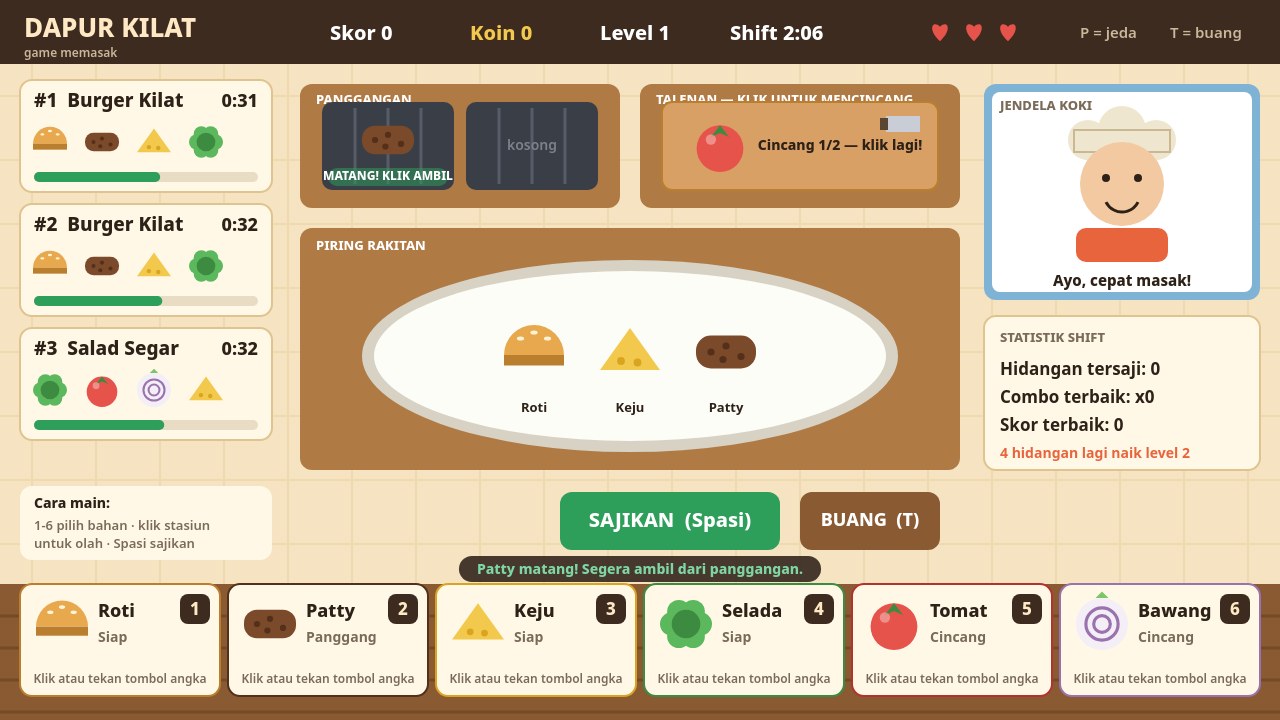 DAPUR KILAT
game memasak
Skor 0
Koin 0
Level 1
Shift 2:06
P = jeda
T = buang
#1 Burger Kilat 0:31
#2 Burger Kilat 0:32
#3 Salad Segar 0:32
Cara main:
1-6 pilih bahan · klik stasiun
untuk olah · Spasi sajikan
PANGGANGAN
MATANG! KLIK AMBIL
kosong
TALENAN — KLIK UNTUK MENCINCANG
Cincang 1/2 — klik lagi!
PIRING RAKITAN
Roti
Keju
Patty
JENDELA KOKI
Ayo, cepat masak!
STATISTIK SHIFT
Hidangan tersaji: 0
Combo terbaik: x0
Skor terbaik: 0
4 hidangan lagi naik level 2
SAJIKAN (Spasi)
BUANG (T)
Patty matang! Segera ambil dari panggangan.
Roti 1
Siap
Klik atau tekan tombol angka
Patty 2
Panggang
Klik atau tekan tombol angka
Keju 3
Siap
Klik atau tekan tombol angka
Selada 4
Siap
Klik atau tekan tombol angka
Tomat 5
Cincang
Klik atau tekan tombol angka
Bawang 6
Cincang
Klik atau tekan tombol angka